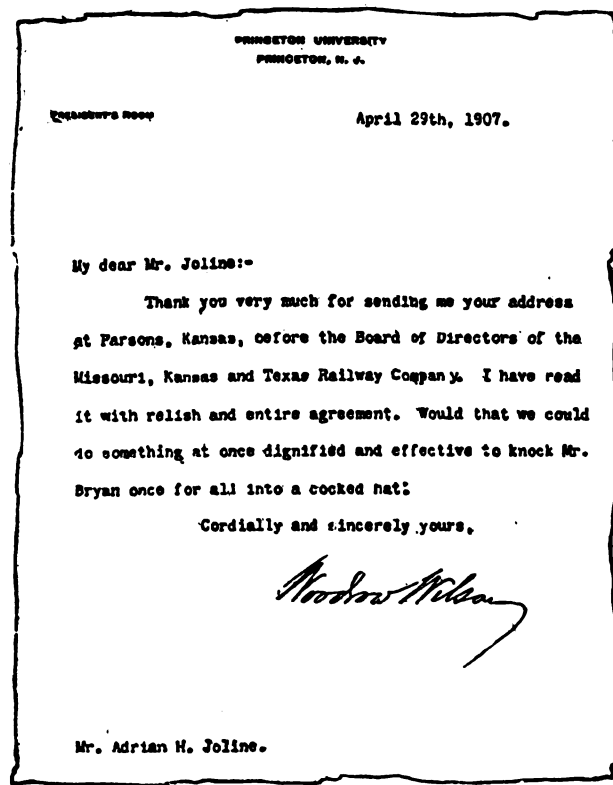 PRINCETON UNIVERSITY
PRINCETON, N. J.
PRESIDENT'S ROOM
April 29th, 1907.
My dear Mr. Joline:-
Thank you very much for sending me your address
at Parsons, Kansas, before the Board of Directors of the
Missouri, Kansas and Texas Railway Company. I have read
it with relish and entire agreement. Would that we could
do something at once dignified and effective to knock Mr.
Bryan once for all into a cocked hat!
Cordially and sincerely yours,
Woodrow Wilson
Mr. Adrian H. Joline.